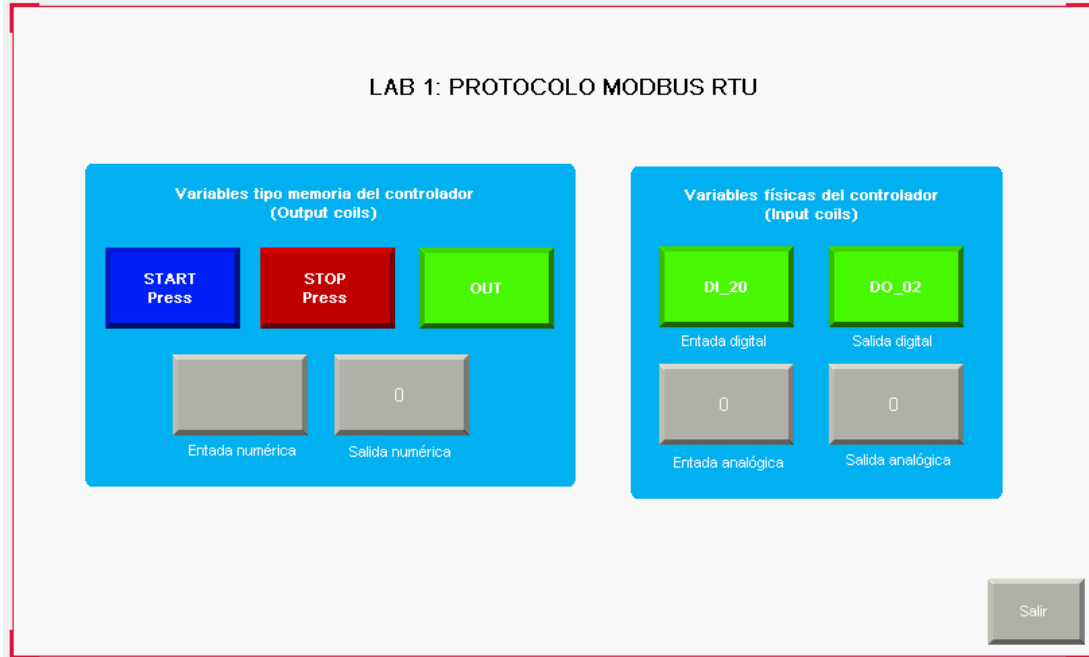 LAB 1: PROTOCOLO MODBUS RTU
Variables tipo memoria del controlador
(Output coils)
START
Press
STOP
Press
OUT
0
Entada numérica
Salida numérica
Variables físicas del controlador
(Input coils)
DI_20
DO_02
Entada digital
Salida digital
0
0
Entada analógica
Salida analógica
Salir